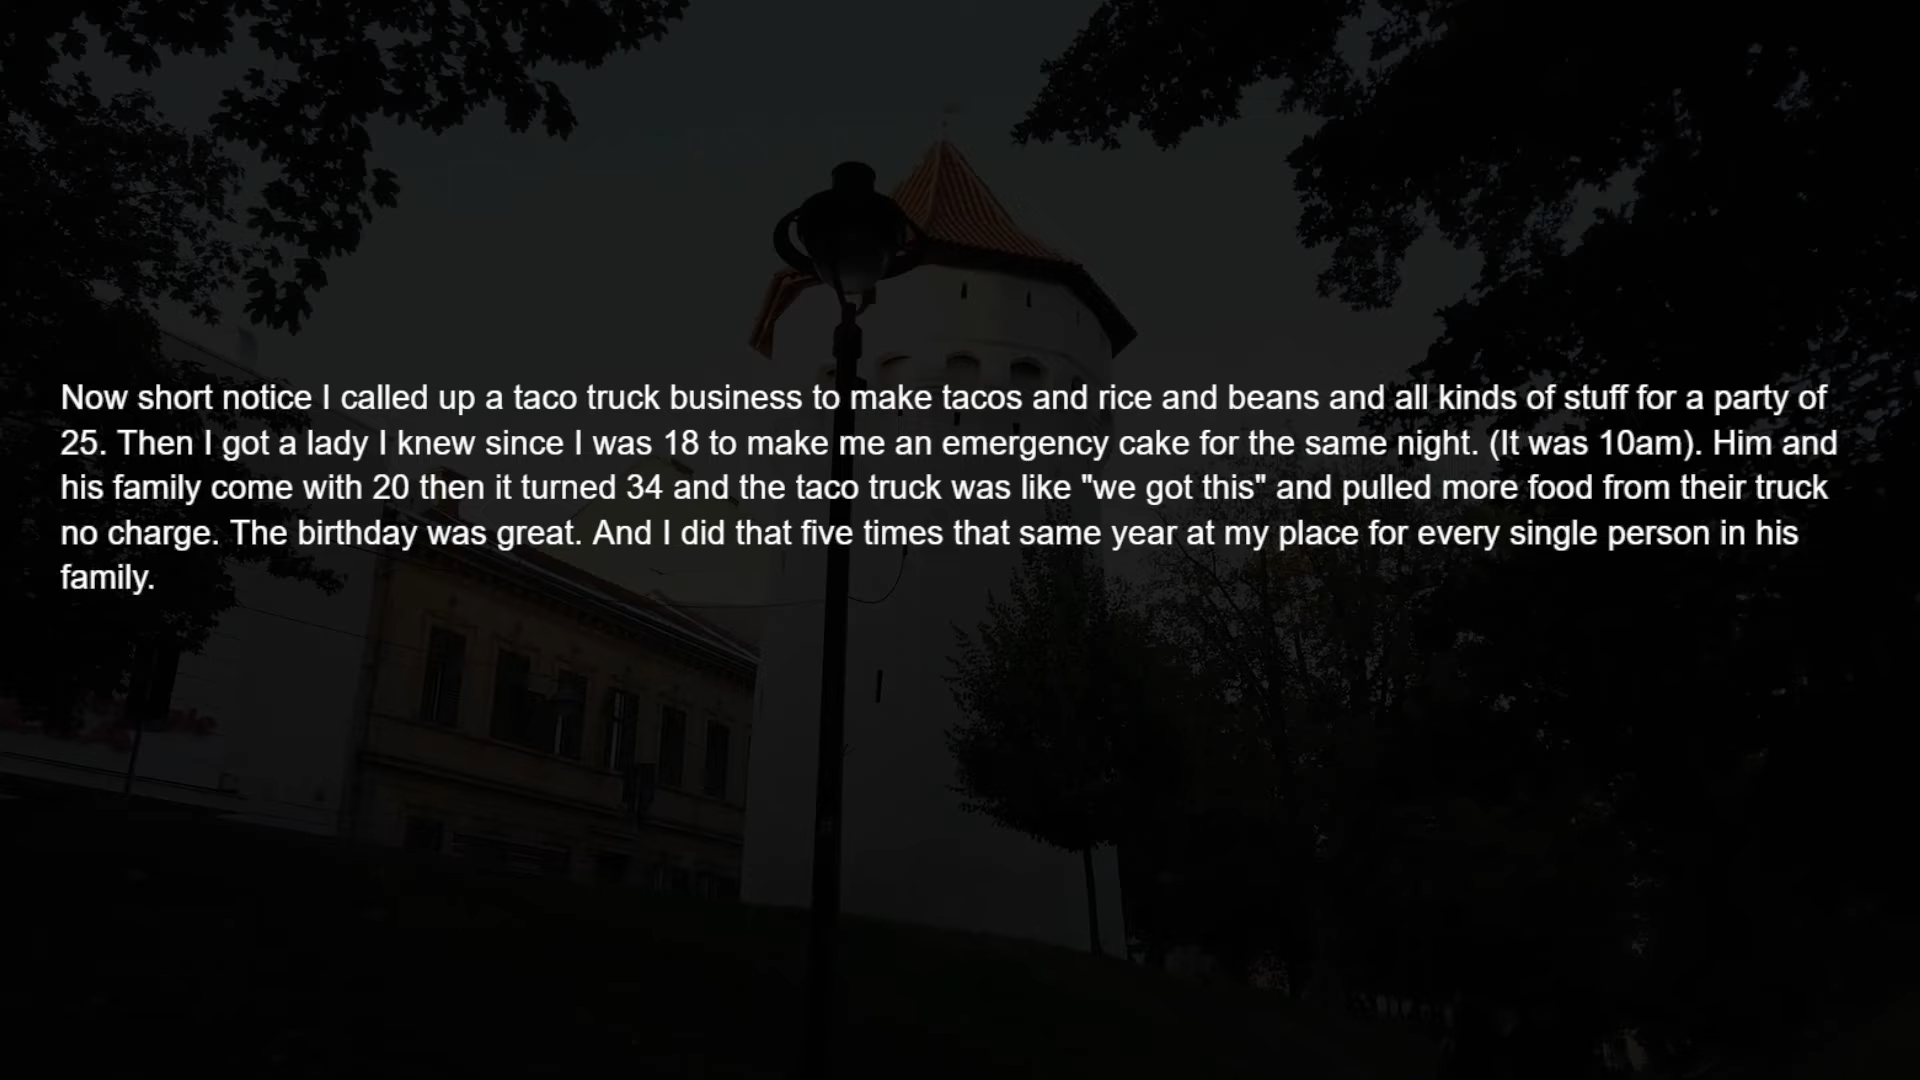 Now short notice I called up a taco truck business to make tacos and rice and beans and all kinds of stuff for a party of
25. Then I got a lady I knew since I was 18 to make me an emergency cake for the same night. (It was 10am). Him and
his family come with 20 then it turned 34 and the taco truck was like "we got this" and pulled more food from their truck
no charge. The birthday was great. And I did that five times that same year at my place for every single person in his
family.